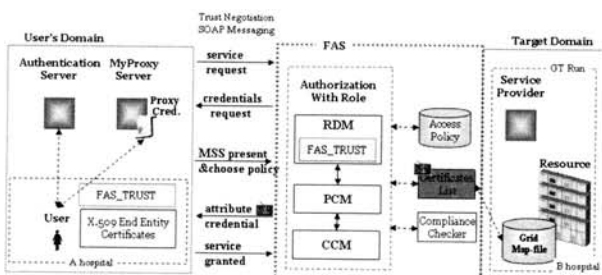 Trust Negotiation
SOAP Messaging
User's Domain
Authentication
Server
MyProxy
Server
Proxy
Cred.
FAS_TRUST
User
X.509 End Entity
Certificates
A hospital
service
request
credentials
request
MSS present
&choose policy
attribute
credential
service
granted
FAS
Authorization
With Role
RDM
FAS_TRUST
PCM
CCM
Access
Policy
Certificates
List
Compliance
Checker
Target Domain
GT Run
Service
Provider
Resource
Grid
Map-file
B hospital